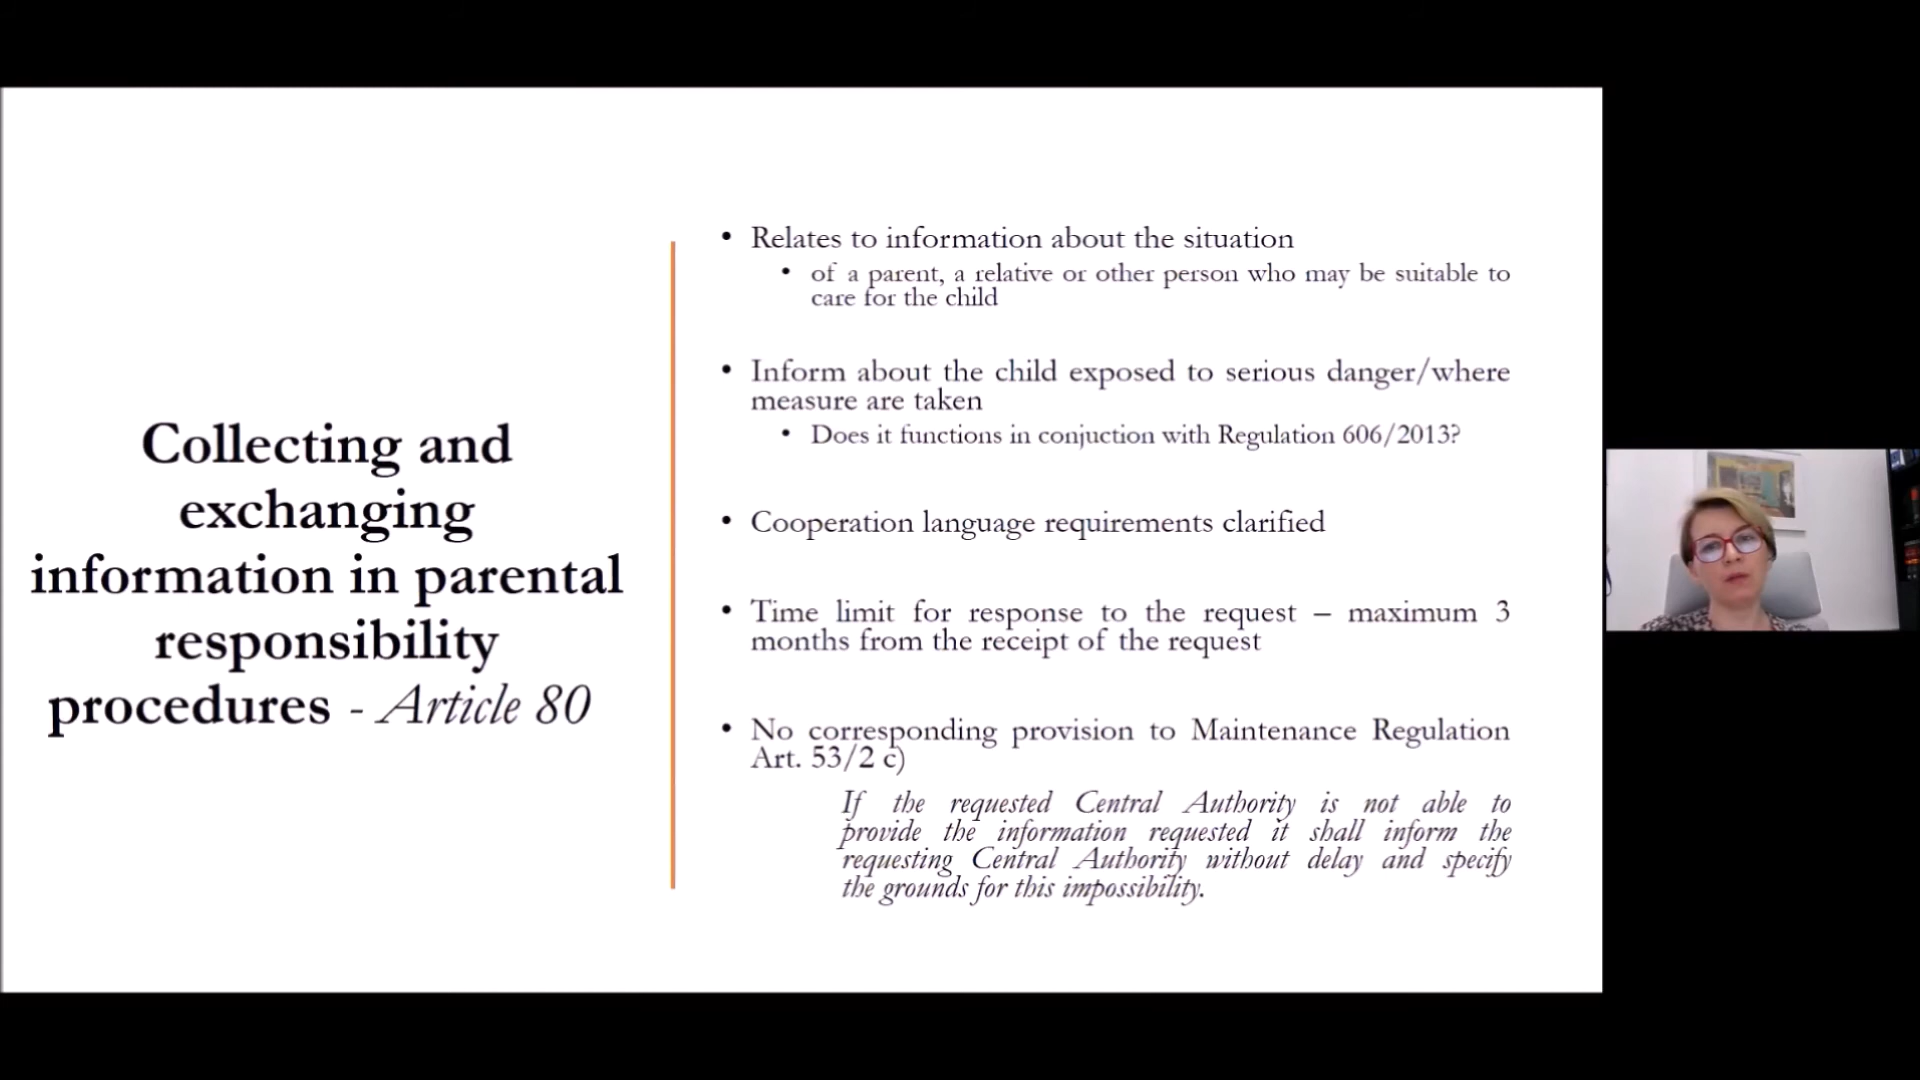 Collecting and
exchanging
information in parental
responsibility
procedures - Article 80
• Relates to information about the situation
• of a parent, a relative or other person who may be suitable to
care for the child
• Inform about the child exposed to serious danger/where
measure are taken
• Does it functions in conjuction with Regulation 606/2013?
• Cooperation language requirements clarified
• Time limit for response to the request – maximum 3
months from the receipt of the request
• No corresponding provision to Maintenance Regulation
Art. 53/2 c)
If the requested Central Authority is not able to
provide the information requested it shall inform the
requesting Central Authority without delay and specify
the grounds for this impossibility.